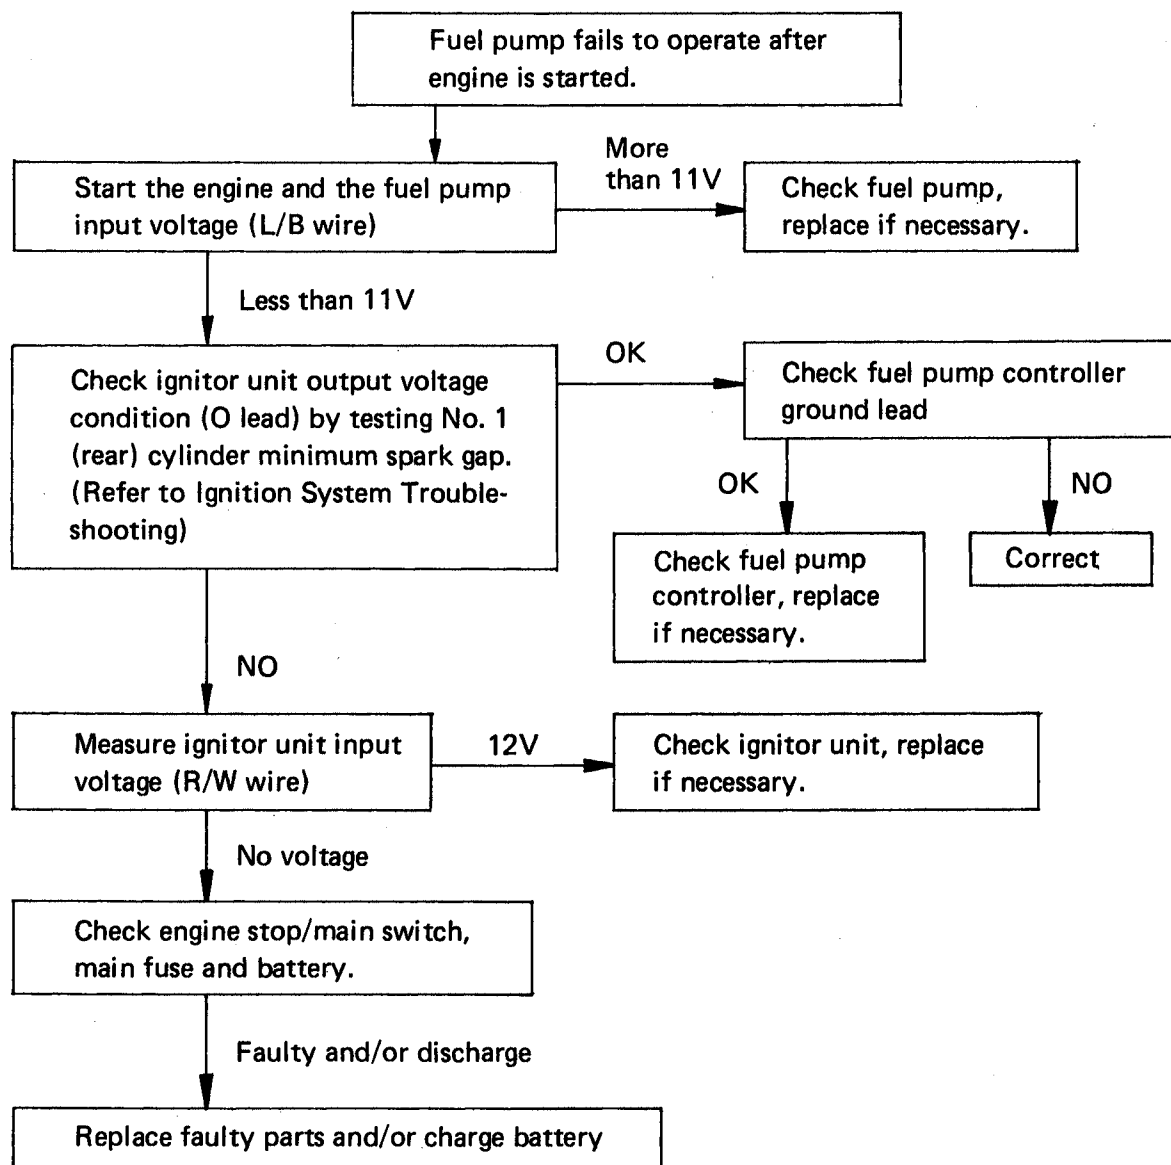 Fuel pump fails to operate after
engine is started.
More
than 11V
Start the engine and the fuel pump
input voltage (L/B wire)
Check fuel pump,
replace if necessary.
Less than 11V
Check ignitor unit output voltage
condition (O lead) by testing No. 1
(rear) cylinder minimum spark gap.
(Refer to Ignition System Trouble-
shooting)
OK
Check fuel pump controller
ground lead
OK
NO
Check fuel pump
controller, replace
if necessary.
Correct
NO
Measure ignitor unit input
voltage (R/W wire)
12V
Check ignitor unit, replace
if necessary.
No voltage
Check engine stop/main switch,
main fuse and battery.
Faulty and/or discharge
Replace faulty parts and/or charge battery